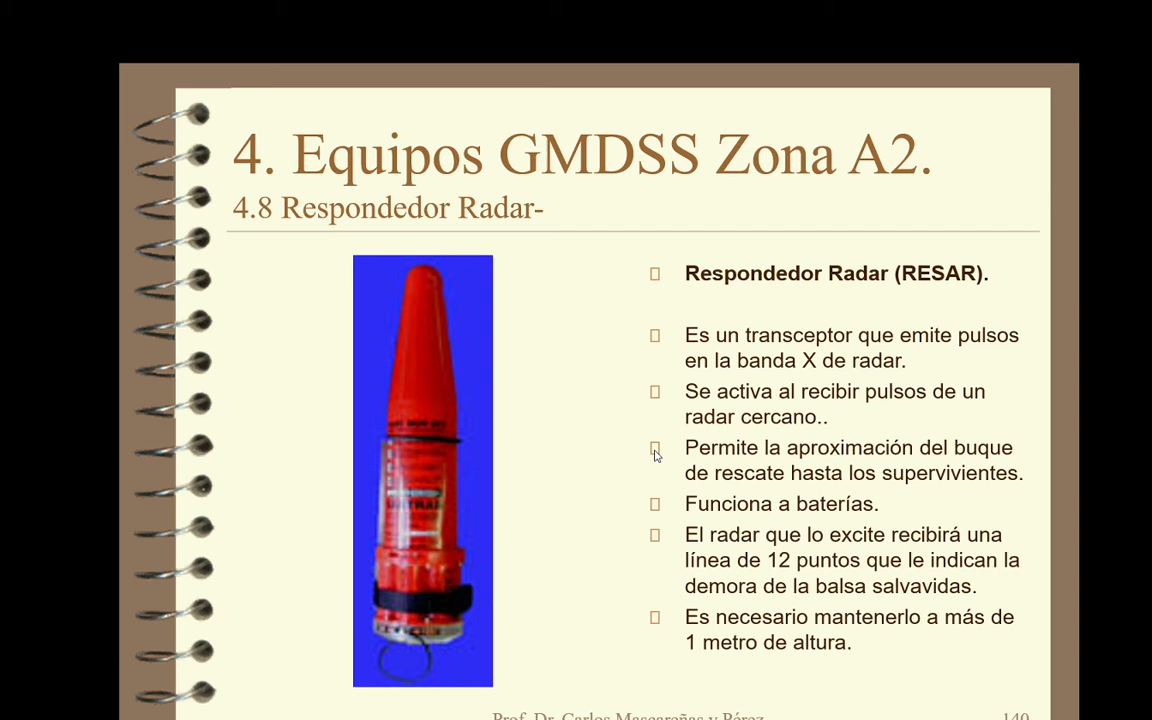 4. Equipos GMDSS Zona A2.
4.8 Respondedor Radar-
Respondedor Radar (RESAR).
Es un transceptor que emite pulsos
en la banda X de radar.
Se activa al recibir pulsos de un
radar cercano..
Permite la aproximación del buque
de rescate hasta los supervivientes.
Funciona a baterías.
El radar que lo excite recibirá una
línea de 12 puntos que le indican la
demora de la balsa salvavidas.
Es necesario mantenerlo a más de
1 metro de altura.
Prof. Dr. Carlos Mascareñas y Pérez
140